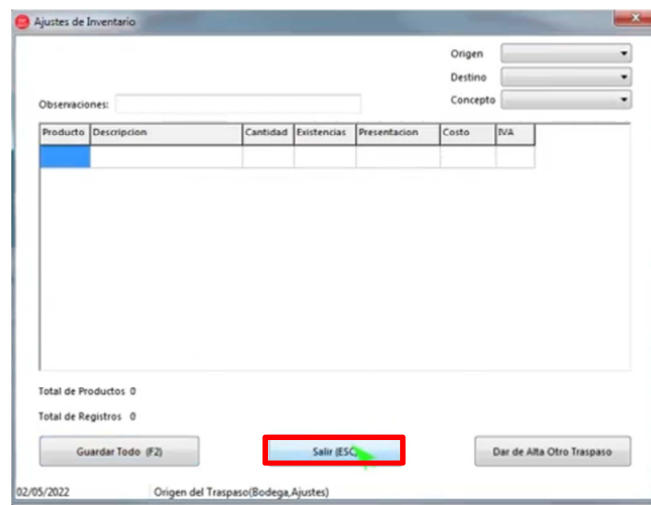 Ajustes de Inventario
Origen
Destino
Observaciones:
Concepto
Producto Descripcion Cantidad Existencias Presentacion Costo IVA
Total de Productos 0
Total de Registros 0
Guardar Todo (F2) Salir (ESC) Dar de Alta Otro Traspaso
02/05/2022 Origen del Traspaso(Bodega,Ajustes)